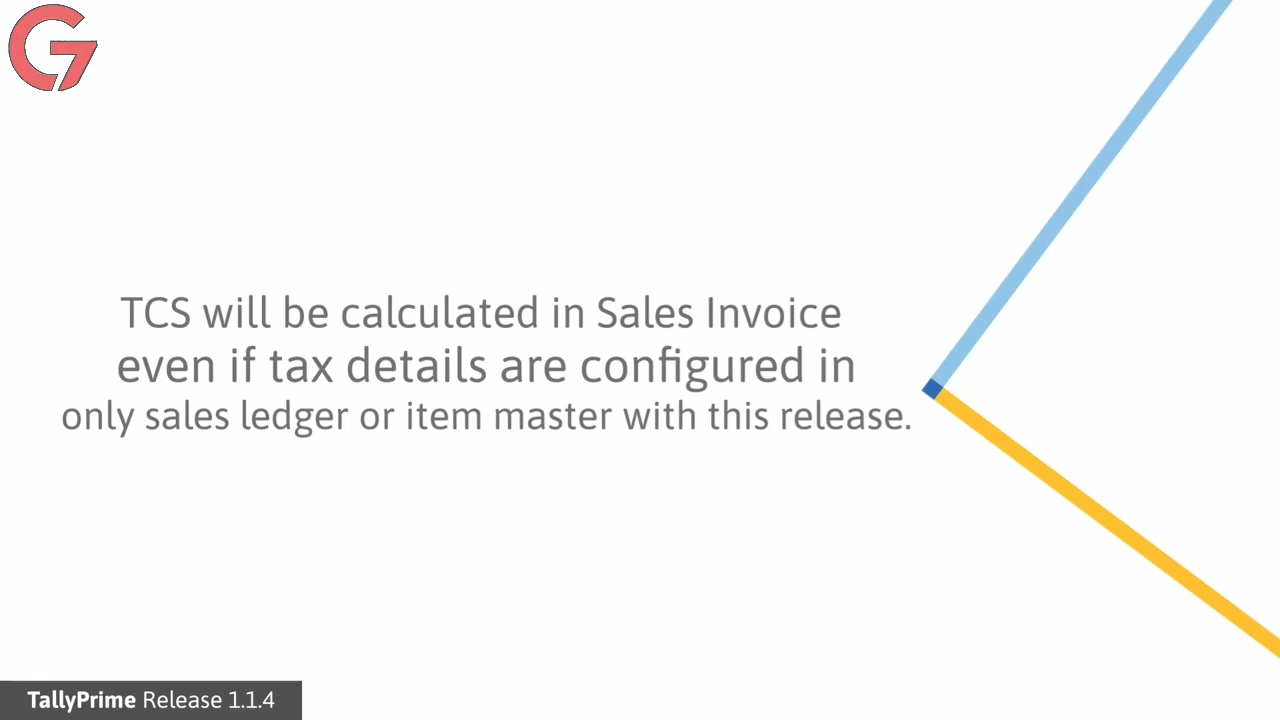 G7
TCS will be calculated in Sales Invoice
even if tax details are configured in
only sales ledger or item master with this release.
TallyPrime Release 1.1.4